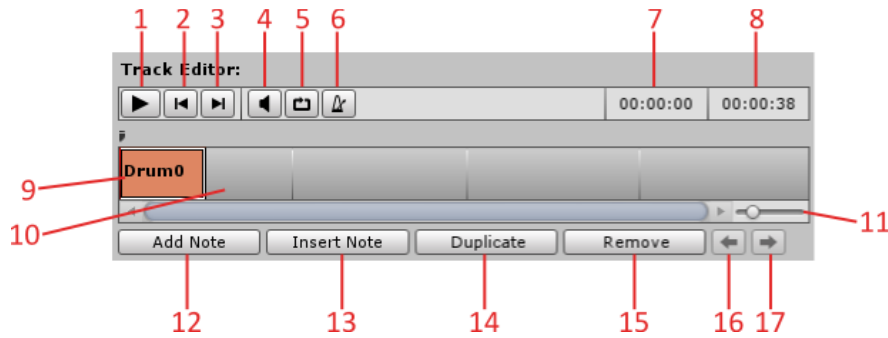 1 2 3 4 5 6 7 8
Track Editor:
00:00:00 00:00:38
Drum0
9
10
11
Add Note Insert Note Duplicate Remove
12 13 14 15 16 17